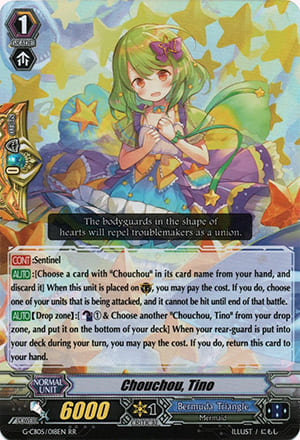 1
GRADE
The bodyguards in the shape of
hearts will repel troublemakers as a union.
CONT :Sentinel
AUTO :[Choose a card with "Chouchou" in its card name from your hand, and
discard it] When this unit is placed on , you may pay the cost. If you do, choose
one of your units that is being attacked, and it cannot be hit until end of that battle.
AUTO [Drop zone]:[ 1 & Choose another "Chouchou, Tino" from your drop
zone, and put it on the bottom of your deck] When your rear-guard is put into
your deck during your turn, you may pay the cost. If you do, return this card to
your hand.
NORMAL
UNIT
Chouchou, Tino
6000
1
CRITICAL
Bermuda Triangle
Mermaid
G-CB05/018EN RR
ILLUST / にもし